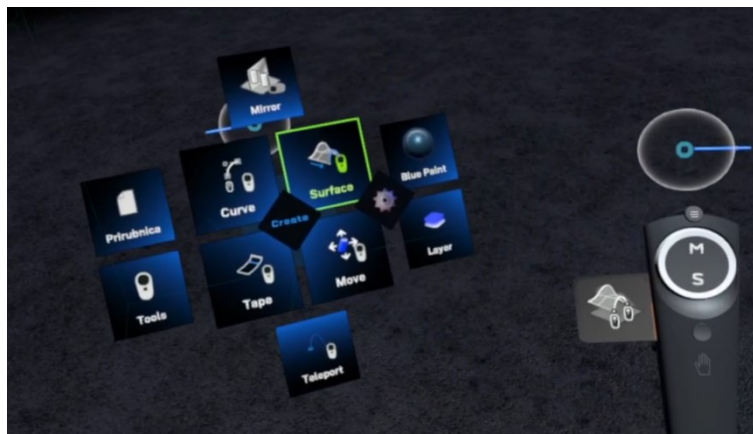 Mirror
Curve
Surface
Blue Paint
Prirubnica
Create
Layer
Tools
Tape
Move
Teleport
M
S